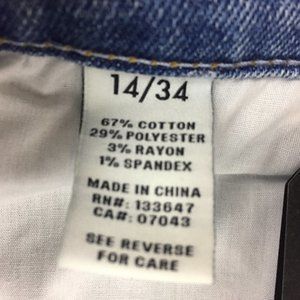 14/34
67% COTTON
29% POLYESTER
3% RAYON
1% SPANDEX
MADE IN CHINA
RN#: 133647
CA#: 07043
SEE REVERSE
FOR CARE